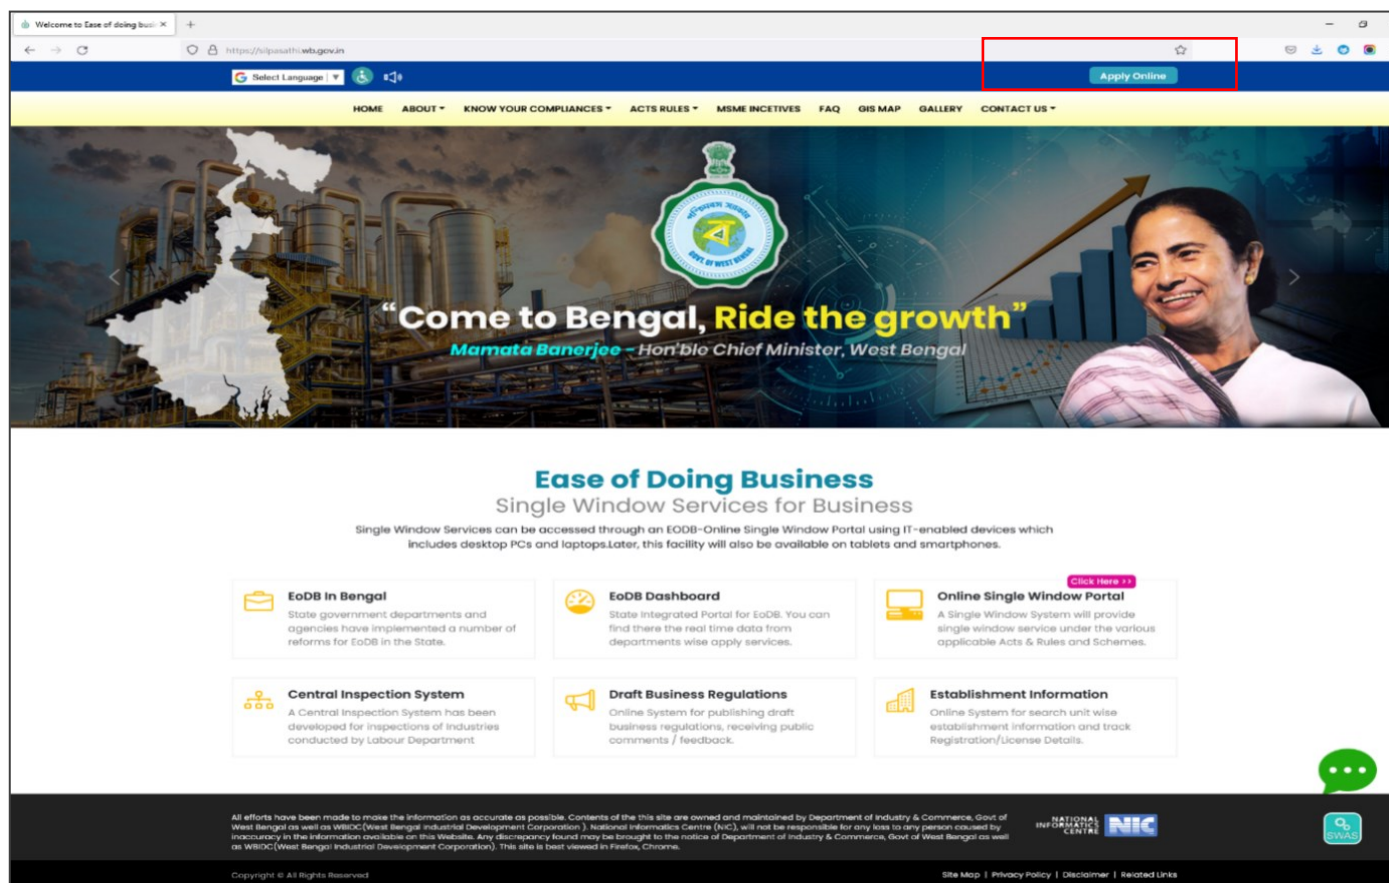 Welcome to Ease of doing busi
https://silpasathi.wb.gov.in
Select Language
Apply Online
HOME ABOUT KNOW YOUR COMPLIANCES ACTS RULES MSME INCETIVES FAQ GIS MAP GALLERY CONTACT US
পশ্চিমবঙ্গ সরকার
ব
GOVT. OF WEST BENGAL
“Come to Bengal, Ride the growth”
Mamata Banerjee – Hon'ble Chief Minister, West Bengal
Ease of Doing Business
Single Window Services for Business
Single Window Services can be accessed through an EODB-Online Single Window Portal using IT-enabled devices which
includes desktop PCs and laptops.Later, this facility will also be available on tablets and smartphones.
EoDB In Bengal
State government departments and
agencies have implemented a number of
reforms for EoDB in the State.
EoDB Dashboard
State Integrated Portal for EoDB. You can
find there the real time data from
departments wise apply services.
Click Here >>
Online Single Window Portal
A Single Window System will provide
single window service under the various
applicable Acts & Rules and Schemes.
Central Inspection System
A Central Inspection System has been
developed for inspections of Industries
conducted by Labour Department
Draft Business Regulations
Online System for publishing draft
business regulations, receiving public
comments / feedback.
Establishment Information
Online System for search unit wise
establishment information and track
Registration/License Details.
All efforts have been made to make the information as accurate as possible. Contents of the this site are owned and maintained by Department of Industry & Commerce, Govt of
West Bengal as well as WBIDC(West Bengal Industrial Development Corporation ). National Informatics Centre (NIC), will not be responsible for any loss to any person caused by
inaccuracy in the information available on this Website. Any discrepancy found may be brought to the notice of Department of Industry & Commerce, Govt of West Bengal as well
as WBIDC(West Bengal Industrial Development Corporation). This site is best viewed in Firefox, Chrome.
NATIONAL
INFORMATICS
CENTRE
NIC
SWAS
Copyright © All Rights Reserved
Site Map | Privacy Policy | Disclaimer | Related Links